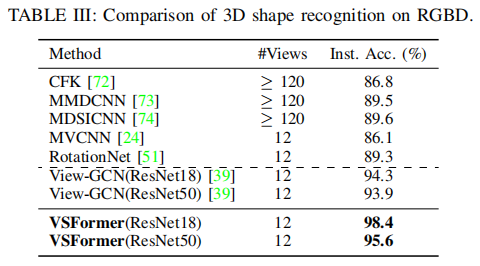 TABLE III: Comparison of 3D shape recognition on RGBD.
Method #Views Inst. Acc. (%)
CFK [72] ≥ 120 86.8
MMDCNN [73] ≥ 120 89.5
MDSICNN [74] ≥ 120 89.6
MVCNN [24] 12 86.1
RotationNet [51] 12 89.3
View-GCN(ResNet18) [39] 12 94.3
View-GCN(ResNet50) [39] 12 93.9
VSFormer(ResNet18) 12 98.4
VSFormer(ResNet50) 12 95.6